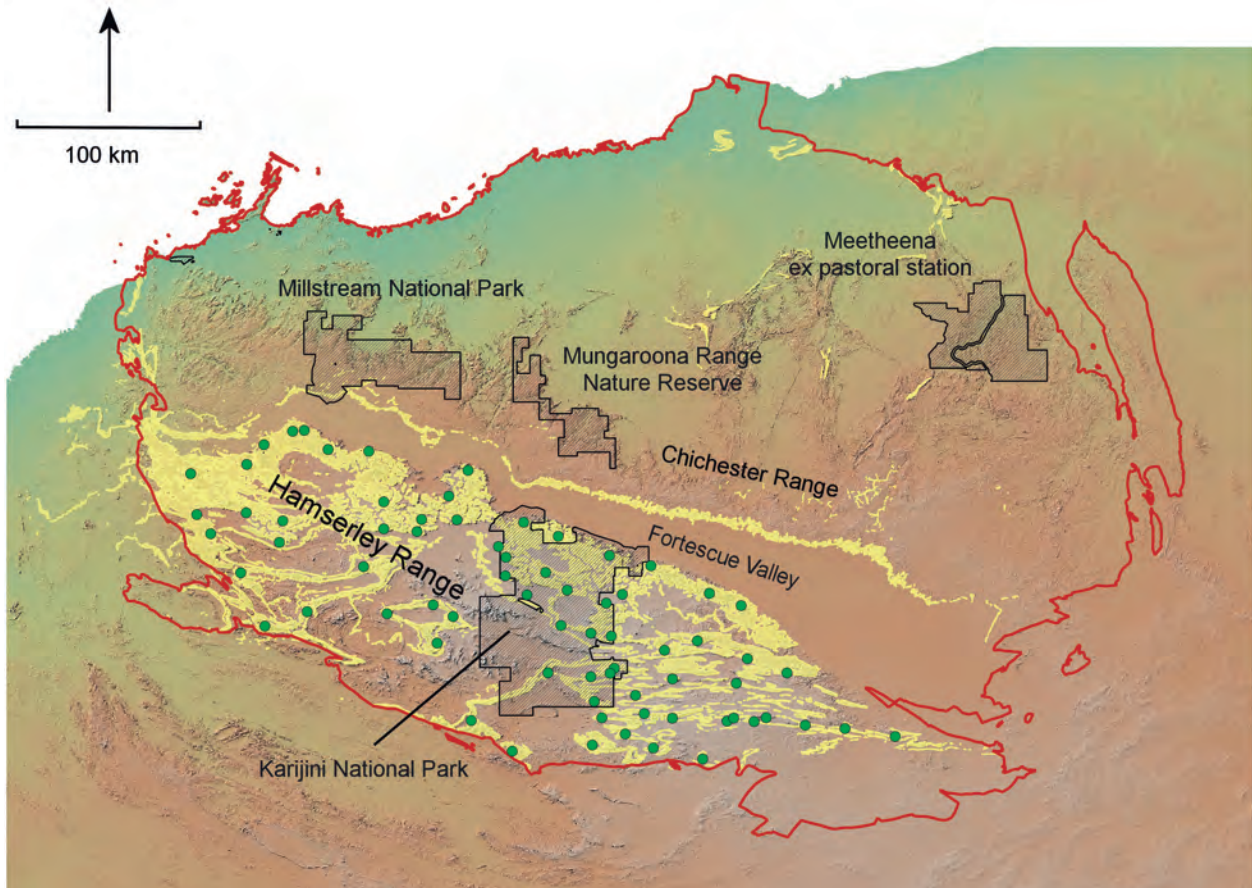 100 km
Meetheena
ex pastoral station
Millstream National Park
Mungaroona Range
Nature Reserve
Chichester Range
Hamserley Range
Fortescue Valley
Karijini National Park